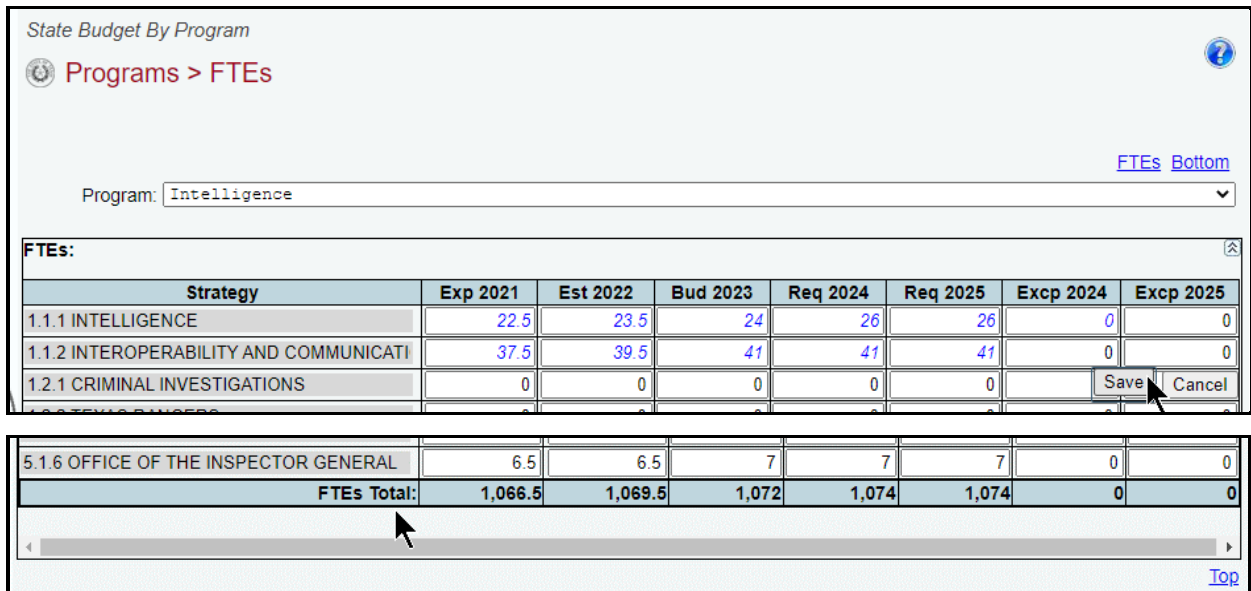 State Budget By Program
Programs > FTEs
FTEs Bottom
Program: Intelligence
FTEs:
Strategy Exp 2021 Est 2022 Bud 2023 Req 2024 Req 2025 Excp 2024 Excp 2025
1.1.1 INTELLIGENCE 22.5 23.5 24 26 26 0 0
1.1.2 INTEROPERABILITY AND COMMUNICATI 37.5 39.5 41 41 41 0 0
1.2.1 CRIMINAL INVESTIGATIONS 0 0 0 0 0 Save Cancel
5.1.6 OFFICE OF THE INSPECTOR GENERAL 6.5 6.5 7 7 7 0 0
FTEs Total: 1,066.5 1,069.5 1,072 1,074 1,074 0 0
Top